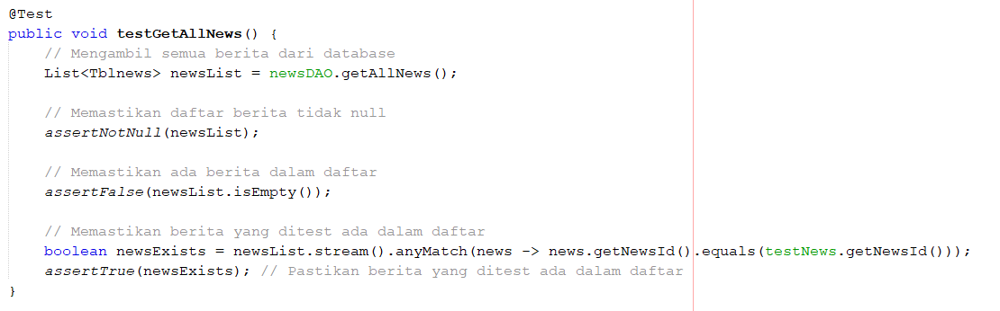 @Test
public void testGetAllNews() {
    // Mengambil semua berita dari database
    List<Tblnews> newsList = newsDAO.getAllNews();

    // Memastikan daftar berita tidak null
    assertNotNull(newsList);

    // Memastikan ada berita dalam daftar
    assertFalse(newsList.isEmpty());

    // Memastikan berita yang ditest ada dalam daftar
    boolean newsExists = newsList.stream().anyMatch(news -> news.getNewsId().equals(testNews.getNewsId()));
    assertTrue(newsExists); // Pastikan berita yang ditest ada dalam daftar
}